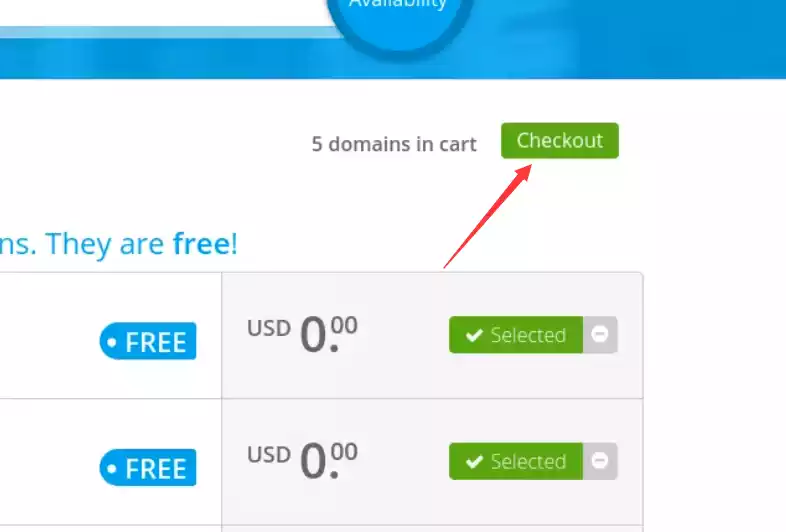 Availability
5 domains in cart
Checkout
ns. They are free!
FREE
USD 0.00
Selected
FREE
USD 0.00
Selected